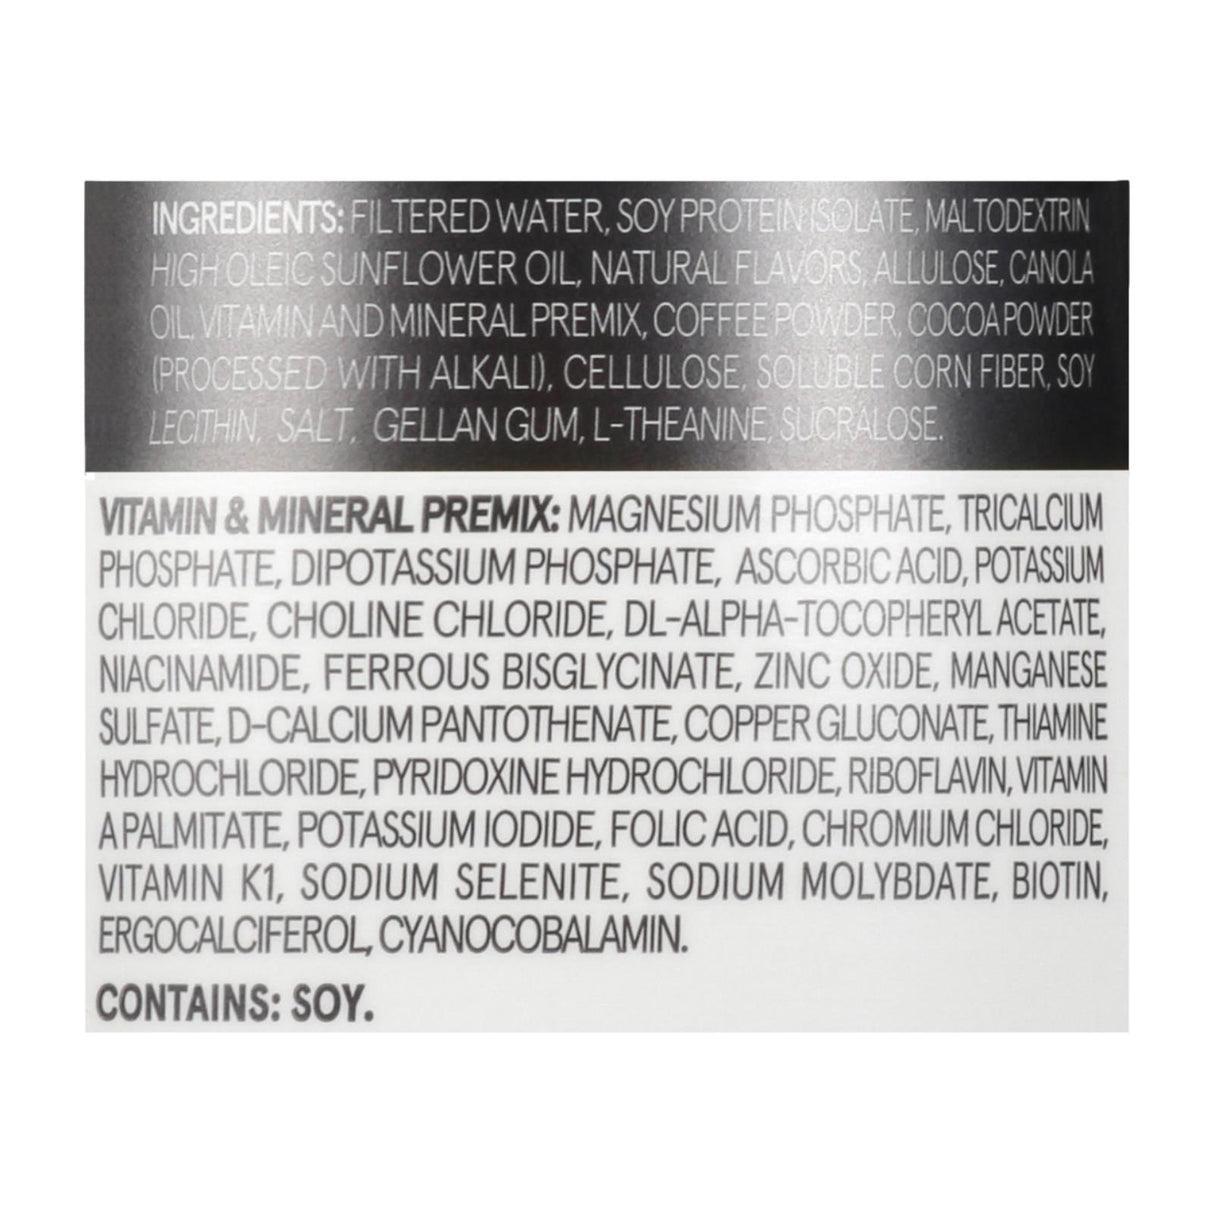 INGREDIENTS: FILTERED WATER, SOY PROTEIN ISOLATE, MALTODEXTRIN
HIGH OLEIC SUNFLOWER OIL, NATURAL FLAVORS, ALLULOSE, CANOLA
OIL, VITAMIN AND MINERAL PREMIX, COFFEE POWDER, COCOA POWDER
(PROCESSED WITH ALKALI), CELLULOSE, SOLUBLE CORN FIBER, SOY
LECITHIN, SALT, GELLAN GUM, L-THEANINE, SUCRALOSE.
VITAMIN & MINERAL PREMIX: MAGNESIUM PHOSPHATE, TRICALCIUM
PHOSPHATE, DIPOTASSIUM PHOSPHATE, ASCORBIC ACID, POTASSIUM
CHLORIDE, CHOLINE CHLORIDE, DL-ALPHA-TOCOPHERYL ACETATE,
NIACINAMIDE, FERROUS BISGLYCINATE, ZINC OXIDE, MANGANESE
SULFATE, D-CALCIUM PANTOTHENATE, COPPER GLUCONATE, THIAMINE
HYDROCHLORIDE, PYRIDOXINE HYDROCHLORIDE, RIBOFLAVIN, VITAMIN
A PALMITATE, POTASSIUM IODIDE, FOLIC ACID, CHROMIUM CHLORIDE,
VITAMIN K1, SODIUM SELENITE, SODIUM MOLYBDATE, BIOTIN,
ERGOCALCIFEROL, CYANOCOBALAMIN.
CONTAINS: SOY.